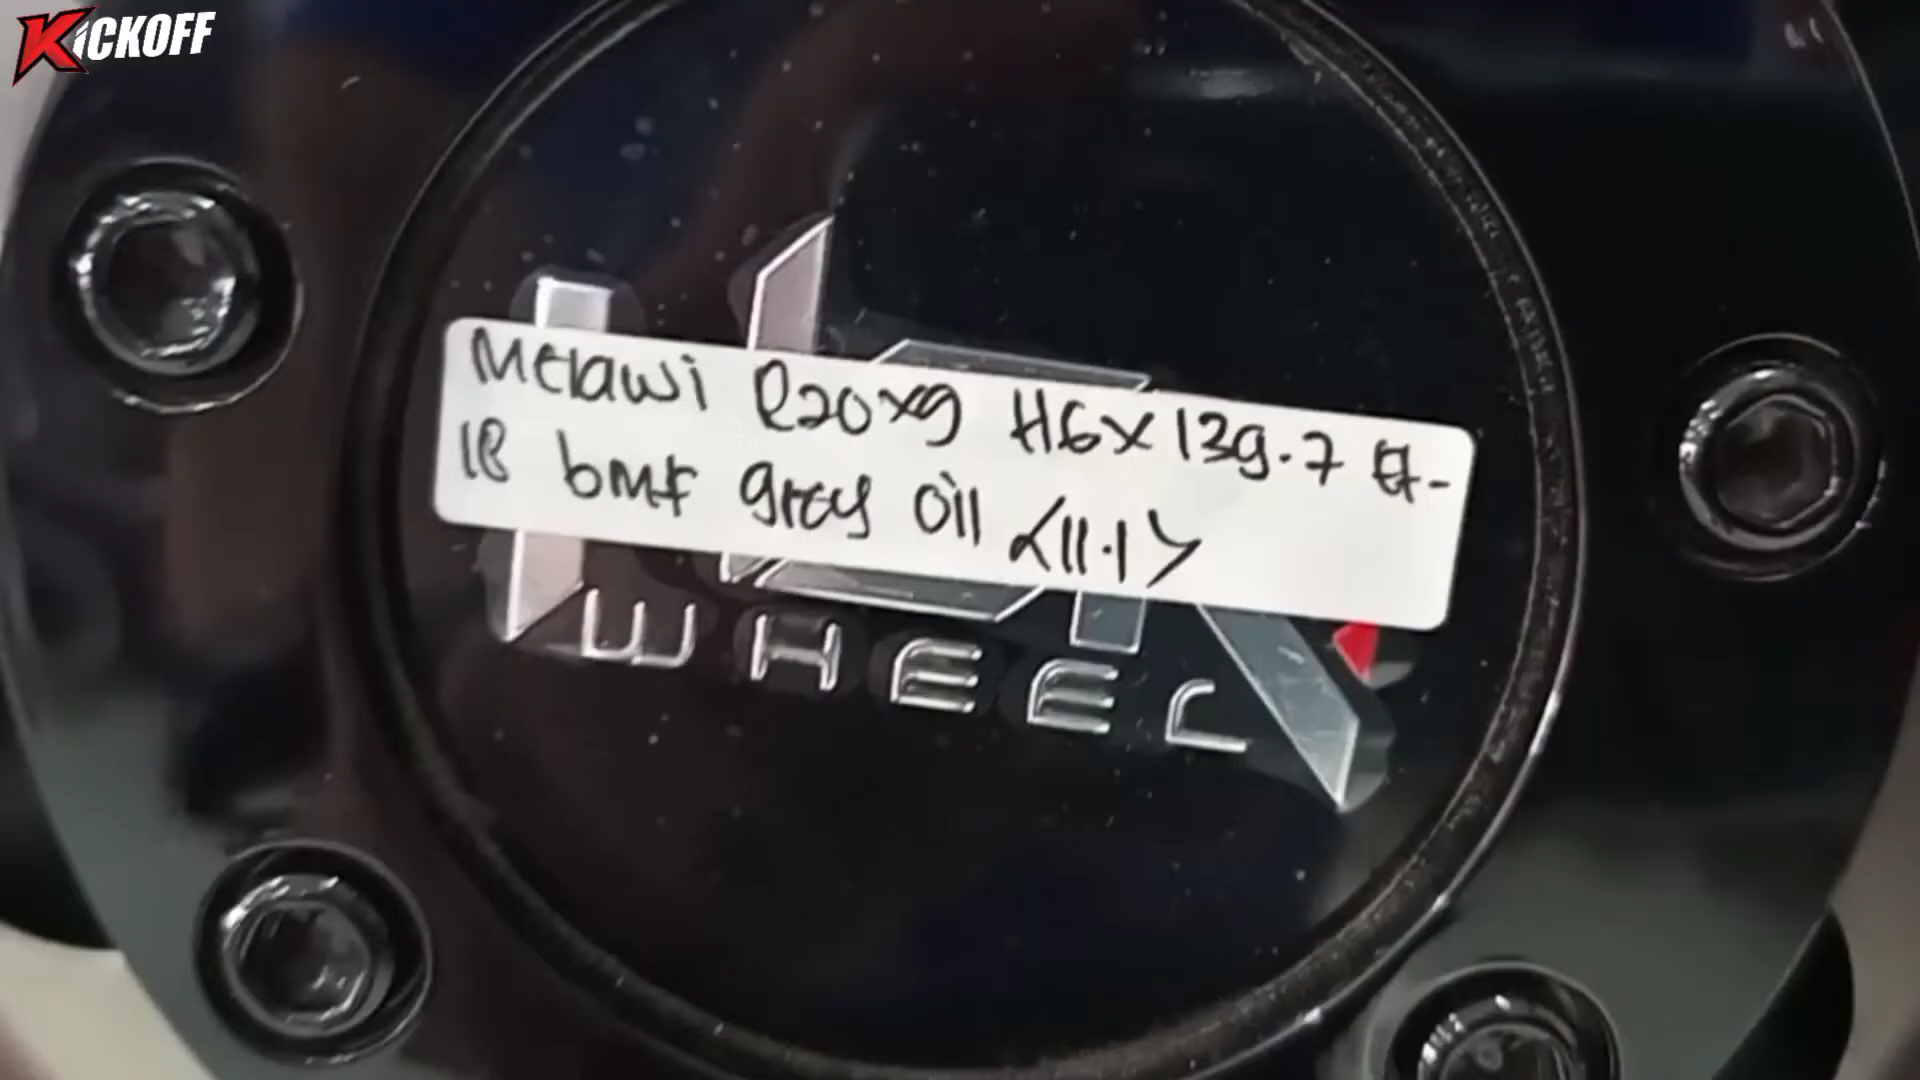 KICKOFF
Melawi R20x9 H6x139.7 Et-
18 bmf grey oil <11.1>
WHEEL